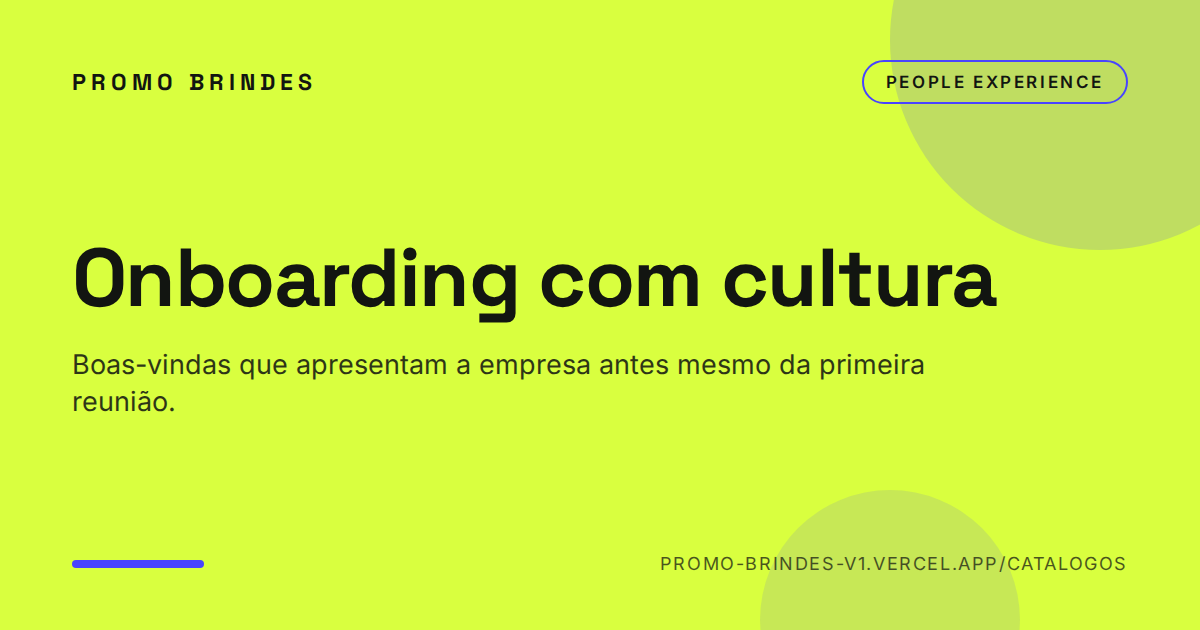 PROMO BRINDES
PEOPLE EXPERIENCE
Onboarding com cultura
Boas-vindas que apresentam a empresa antes mesmo da primeira
reunião.
PROMO-BRINDES-V1.VERCEL.APP/CATALOGOS